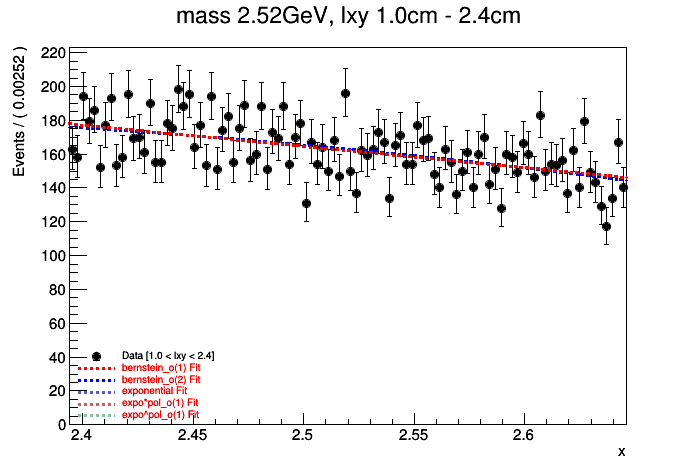 mass 2.52GeV, lxy 1.0cm - 2.4cm
Events / ( 0.00252 )
220
200
180
160
140
120
100
80
60
40
20
0
Data [1.0 < lxy < 2.4]
bernstein_o(1) Fit
bernstein_o(2) Fit
exponential Fit
expo*pol_o(1) Fit
expo^pol_o(1) Fit
2.4 2.45 2.5 2.55 2.6
x